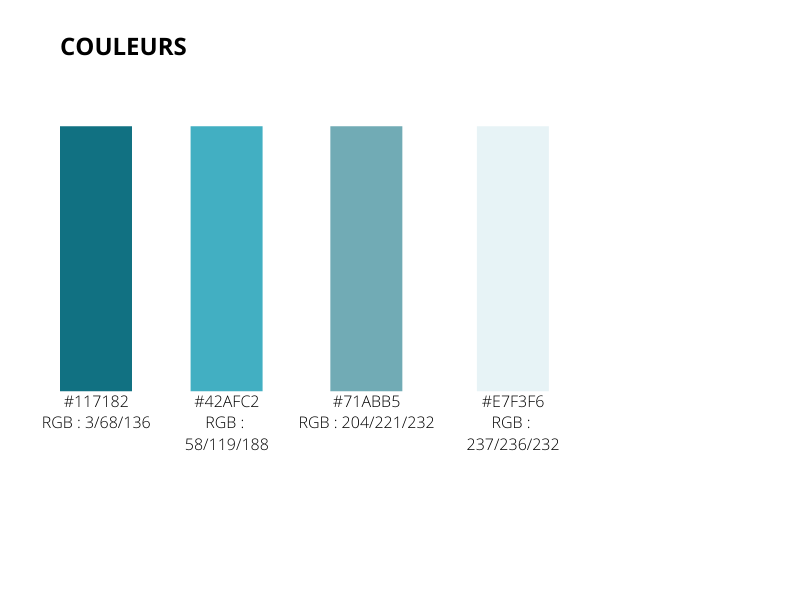 COULEURS
#117182
RGB : 3/68/136
#42AFC2
RGB :
58/119/188
#71ABB5
RGB : 204/221/232
#E7F3F6
RGB :
237/236/232